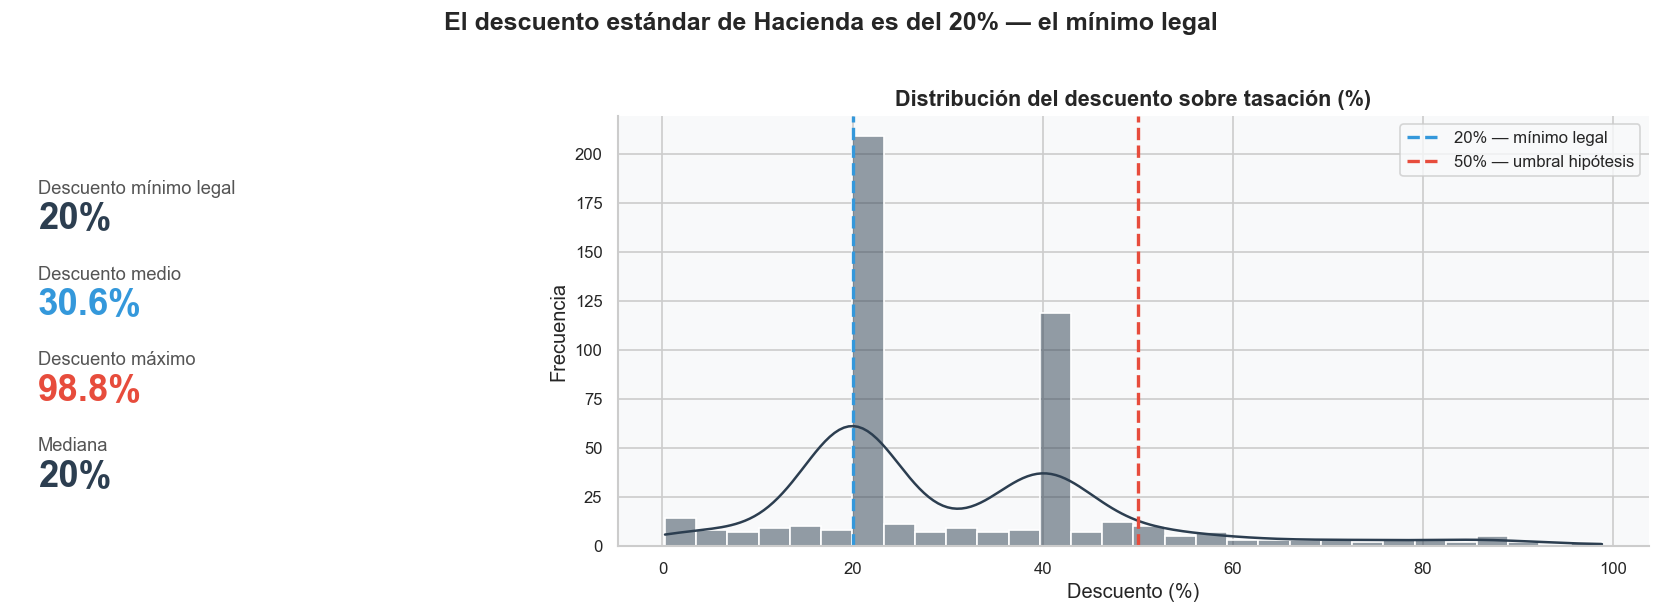 El descuento estándar de Hacienda es del 20% — el mínimo legal
Descuento mínimo legal
20%
Descuento medio
30.6%
Descuento máximo
98.8%
Mediana
20%
Distribución del descuento sobre tasación (%)
20% — mínimo legal
50% — umbral hipótesis
Frecuencia
200
175
150
125
100
75
50
25
0
0 20 40 60 80 100
Descuento (%)